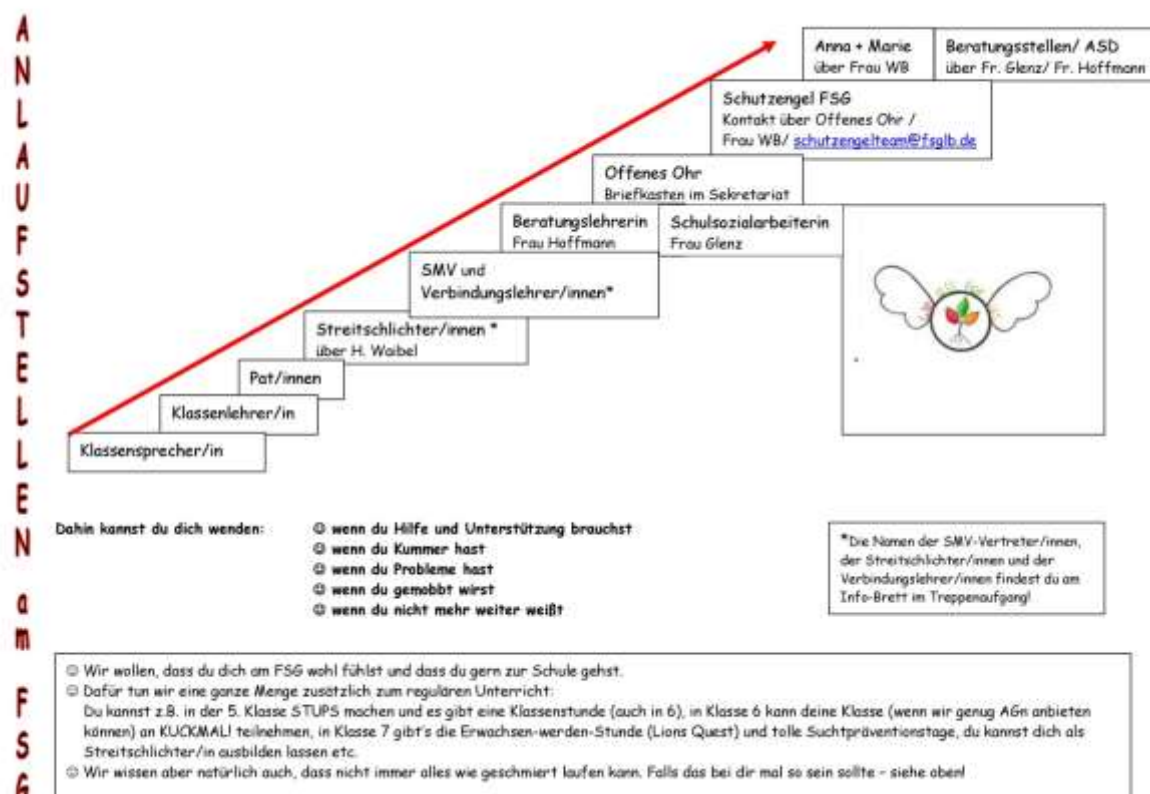 ANLAUFSTELLEN am FSG
Anna + Marie
über Frau WB
Beratungsstellen/ ASD
über Fr. Glenz/ Fr. Hoffmann
Schutzengel FSG
Kontakt über Offenes Ohr /
Frau WB/ schutzengelteam@fsglb.de
Offenes Ohr
Briefkasten im Sekretariat
Beratungslehrerin
Frau Hoffmann
Schulsozialarbeiterin
Frau Glenz
SMV und
Verbindungslehrer/innen*
Streitschlichter/innen *
über H. Waibel
Pat/innen
Klassenlehrer/in
Klassensprecher/in
Dahin kannst du dich wenden:
☺ wenn du Hilfe und Unterstützung brauchst
☺ wenn du Kummer hast
☺ wenn du Probleme hast
☺ wenn du gemobbt wirst
☺ wenn du nicht mehr weiter weißt
*Die Namen der SMV-Vertreter/innen,
der Streitschlichter/innen und der
Verbindungslehrer/innen findest du am
Info-Brett im Treppenaufgang!
☺ Wir wollen, dass du dich am FSG wohl fühlst und dass du gern zur Schule gehst.
☺ Dafür tun wir eine ganze Menge zusätzlich zum regulären Unterricht:
Du kannst z.B. in der 5. Klasse STUPS machen und es gibt eine Klassenstunde (auch in 6), in Klasse 6 kann deine Klasse (wenn wir genug AGn anbieten
können) an KUCKMAL! teilnehmen, in Klasse 7 gibt's die Erwachsen-werden-Stunde (Lions Quest) und tolle Suchtpräventionstage, du kannst dich als
Streitschlichter/in ausbilden lassen etc.
☺ Wir wissen aber natürlich auch, dass nicht immer alles wie geschmiert laufen kann. Falls das bei dir mal so sein sollte – siehe oben!